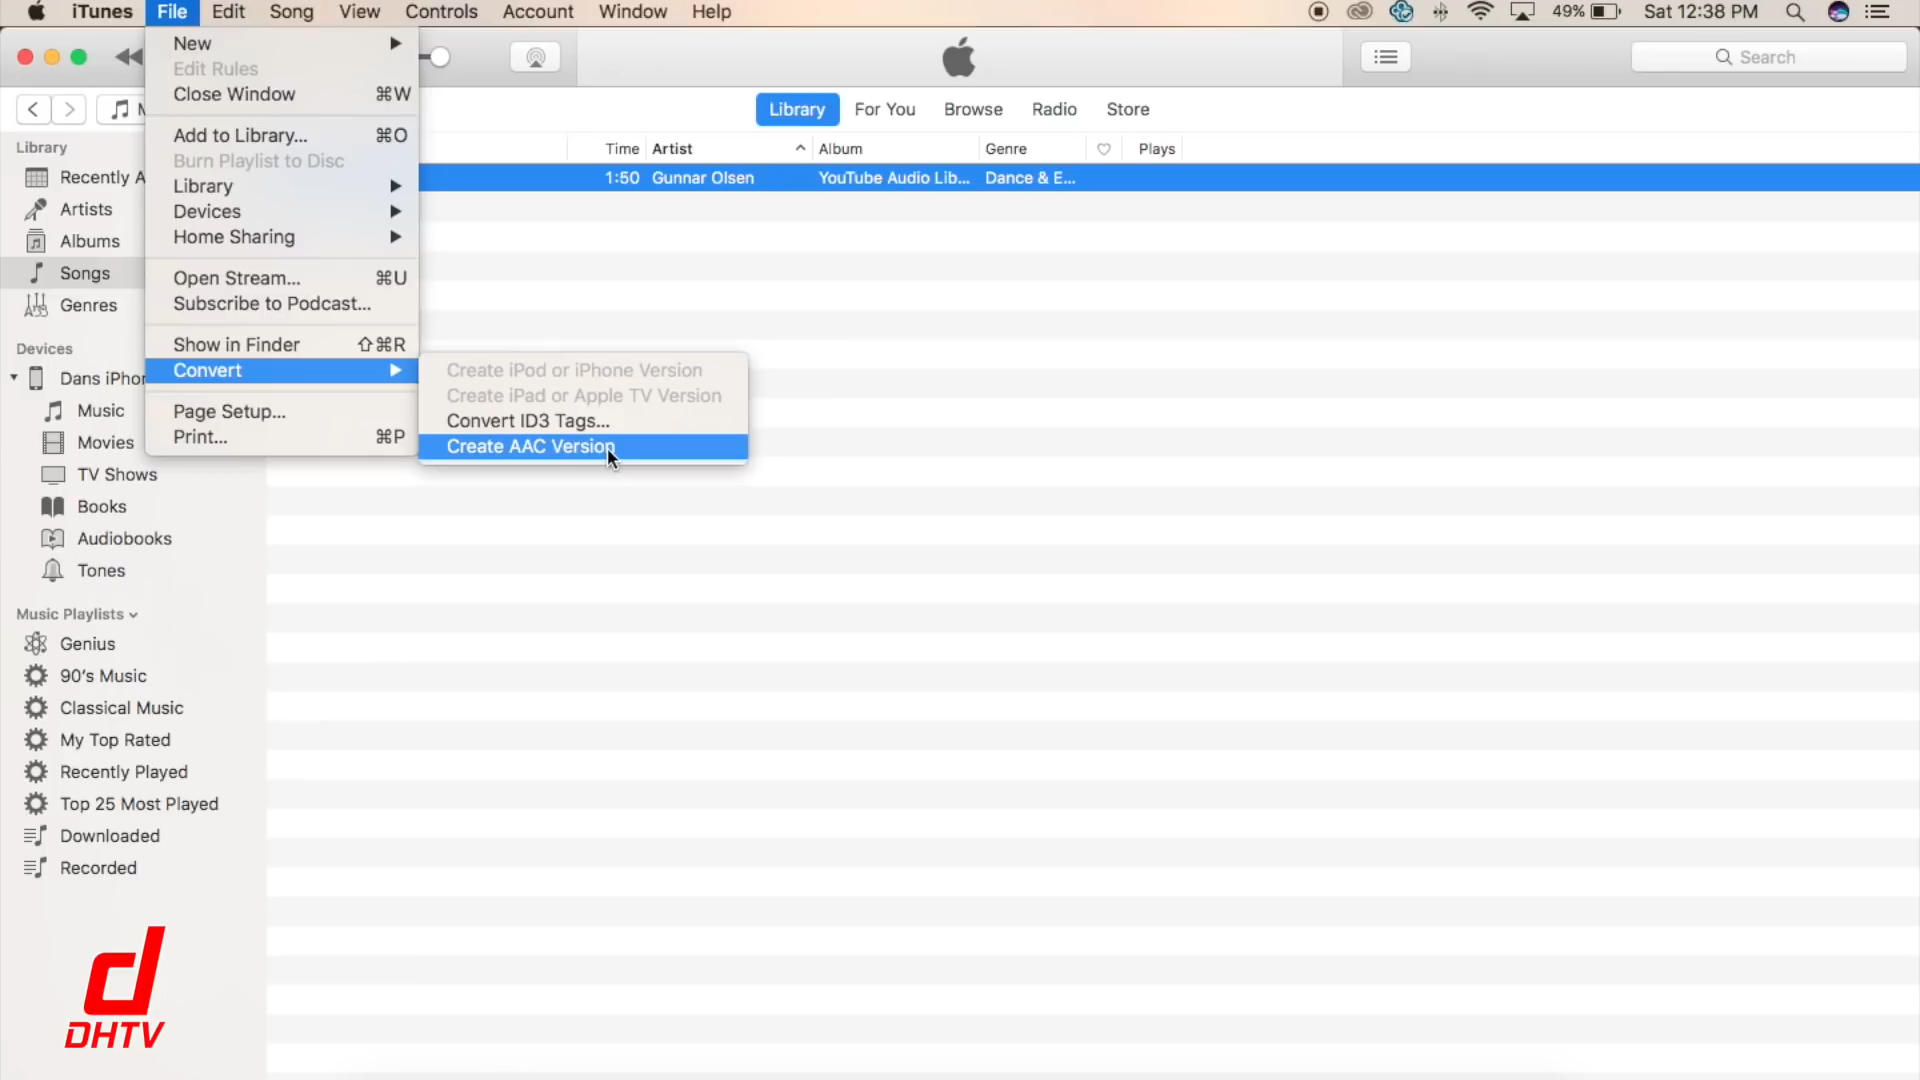 iTunes File Edit Song View Controls Account Window Help 49% Sat 12:38 PM
Search
New
Edit Rules
Close Window ⌘W
Add to Library... ⌘O
Burn Playlist to Disc
Library
Devices
Home Sharing
Open Stream... ⌘U
Subscribe to Podcast...
Show in Finder ⇧⌘R
Convert
Page Setup...
Print... ⌘P
Create iPod or iPhone Version
Create iPad or Apple TV Version
Convert ID3 Tags...
Create AAC Version
Library For You Browse Radio Store
Time Artist Album Genre Plays
1:50 Gunnar Olsen YouTube Audio Lib... Dance & E...
Library
Recently A
Artists
Albums
Songs
Genres
Devices
Dans iPhon
Music
Movies
TV Shows
Books
Audiobooks
Tones
Music Playlists
Genius
90's Music
Classical Music
My Top Rated
Recently Played
Top 25 Most Played
Downloaded
Recorded
d
DHTV